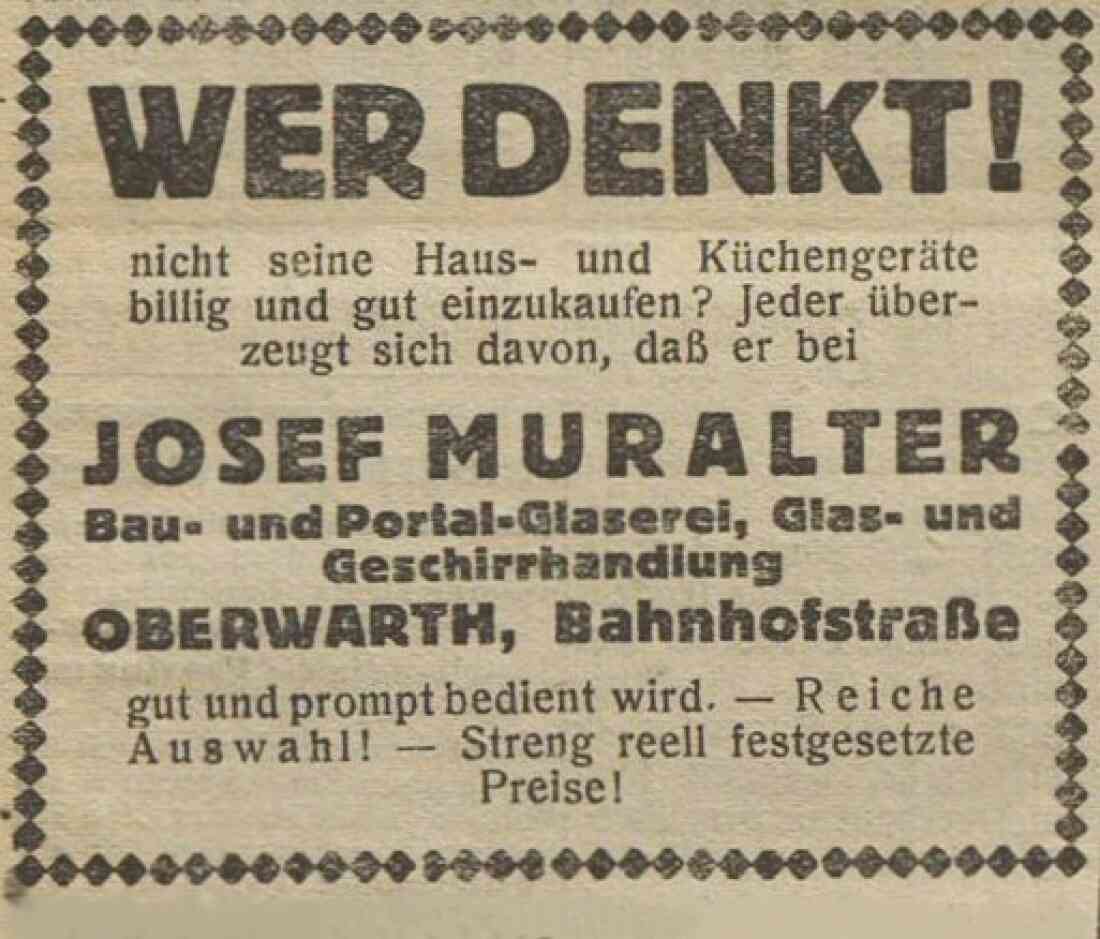 WER DENKT!
nicht seine Haus- und Küchengeräte
billig und gut einzukaufen? Jeder über-
zeugt sich davon, daß er bei
JOSEF MURALTER
Bau- und Portal-Glaserei, Glas- und
Geschirrhandlung
OBERWARTH, Bahnhofstraße
gut und prompt bedient wird. — Reiche
Auswahl! — Streng reell festgesetzte
Preise!